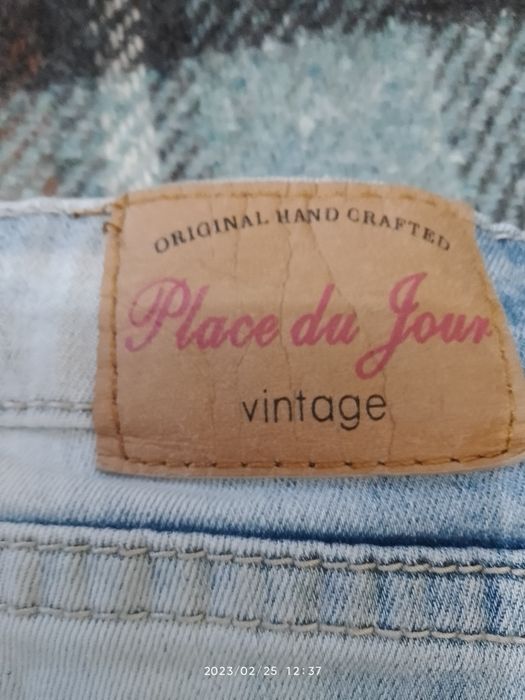 ORIGINAL HAND CRAFTED
Place du Jour
vintage
2023/02/25 12:37